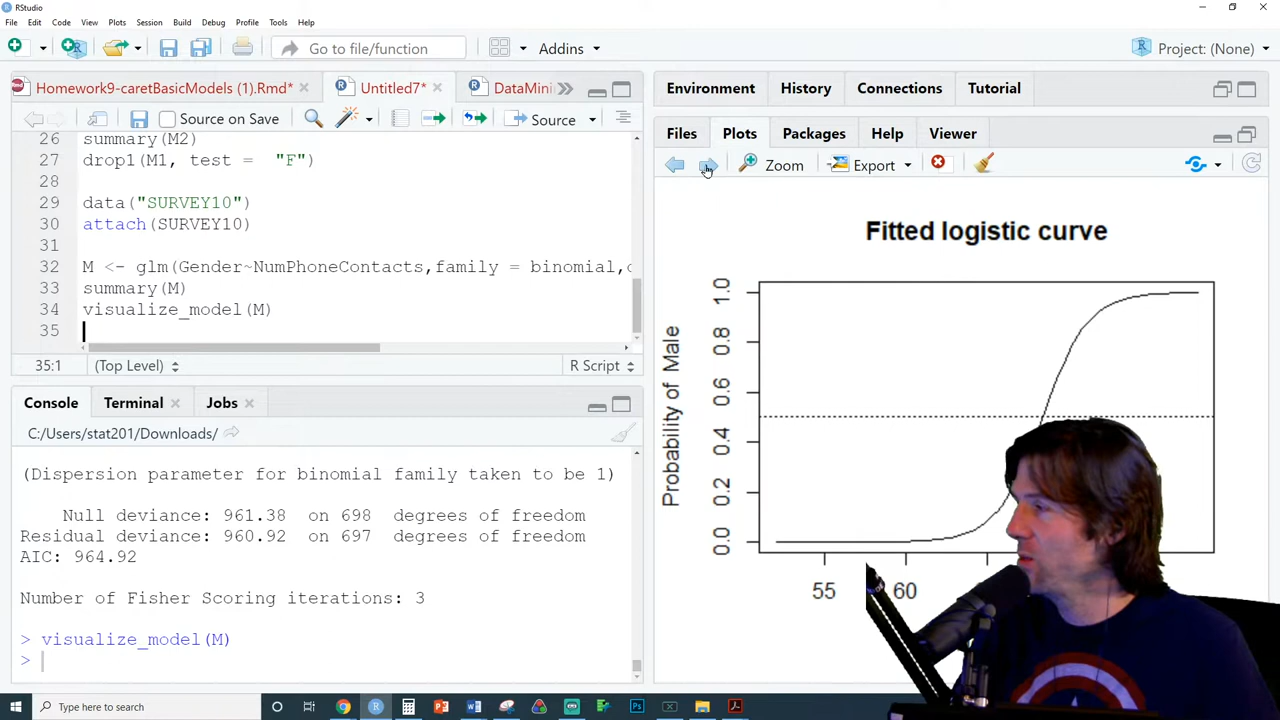 RStudio
File Edit Code View Plots Session Build Debug Profile Tools Help
Go to file/function Addins Project: (None)
Homework9-caretBasicModels (1).Rmd* Untitled7* DataMini
Source on Save Source
26 summary(M2)
27 drop1(M1, test = "F")
28
29 data("SURVEY10")
30 attach(SURVEY10)
31
32 M <- glm(Gender~NumPhoneContacts,family = binomial,
33 summary(M)
34 visualize_model(M)
35
35:1 (Top Level) R Script
Console Terminal Jobs
C:/Users/stat201/Downloads/
(Dispersion parameter for binomial family taken to be 1)
Null deviance: 961.38 on 698 degrees of freedom
Residual deviance: 960.92 on 697 degrees of freedom
AIC: 964.92
Number of Fisher Scoring iterations: 3
> visualize_model(M)
>
Environment History Connections Tutorial
Files Plots Packages Help Viewer
Zoom Export
Fitted logistic curve
Probability of Male
1.0
0.8
0.6
0.4
0.2
0.0
55 60
Type here to search